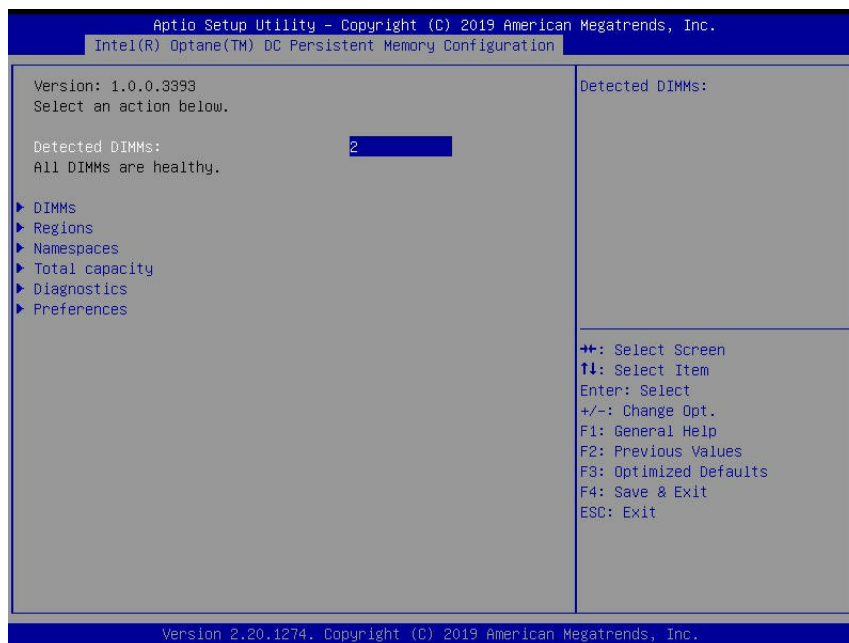 Aptio Setup Utility – Copyright (C) 2019 American Megatrends, Inc.
Intel(R) Optane(TM) DC Persistent Memory Configuration
Version: 1.0.0.3393
Select an action below.
Detected DIMMs: 2
All DIMMs are healthy.
▶ DIMMs
▶ Regions
▶ Namespaces
▶ Total capacity
▶ Diagnostics
▶ Preferences
Detected DIMMs:
→←: Select Screen
↑↓: Select Item
Enter: Select
+/-: Change Opt.
F1: General Help
F2: Previous Values
F3: Optimized Defaults
F4: Save & Exit
ESC: Exit
Version 2.20.1274. Copyright (C) 2019 American Megatrends, Inc.